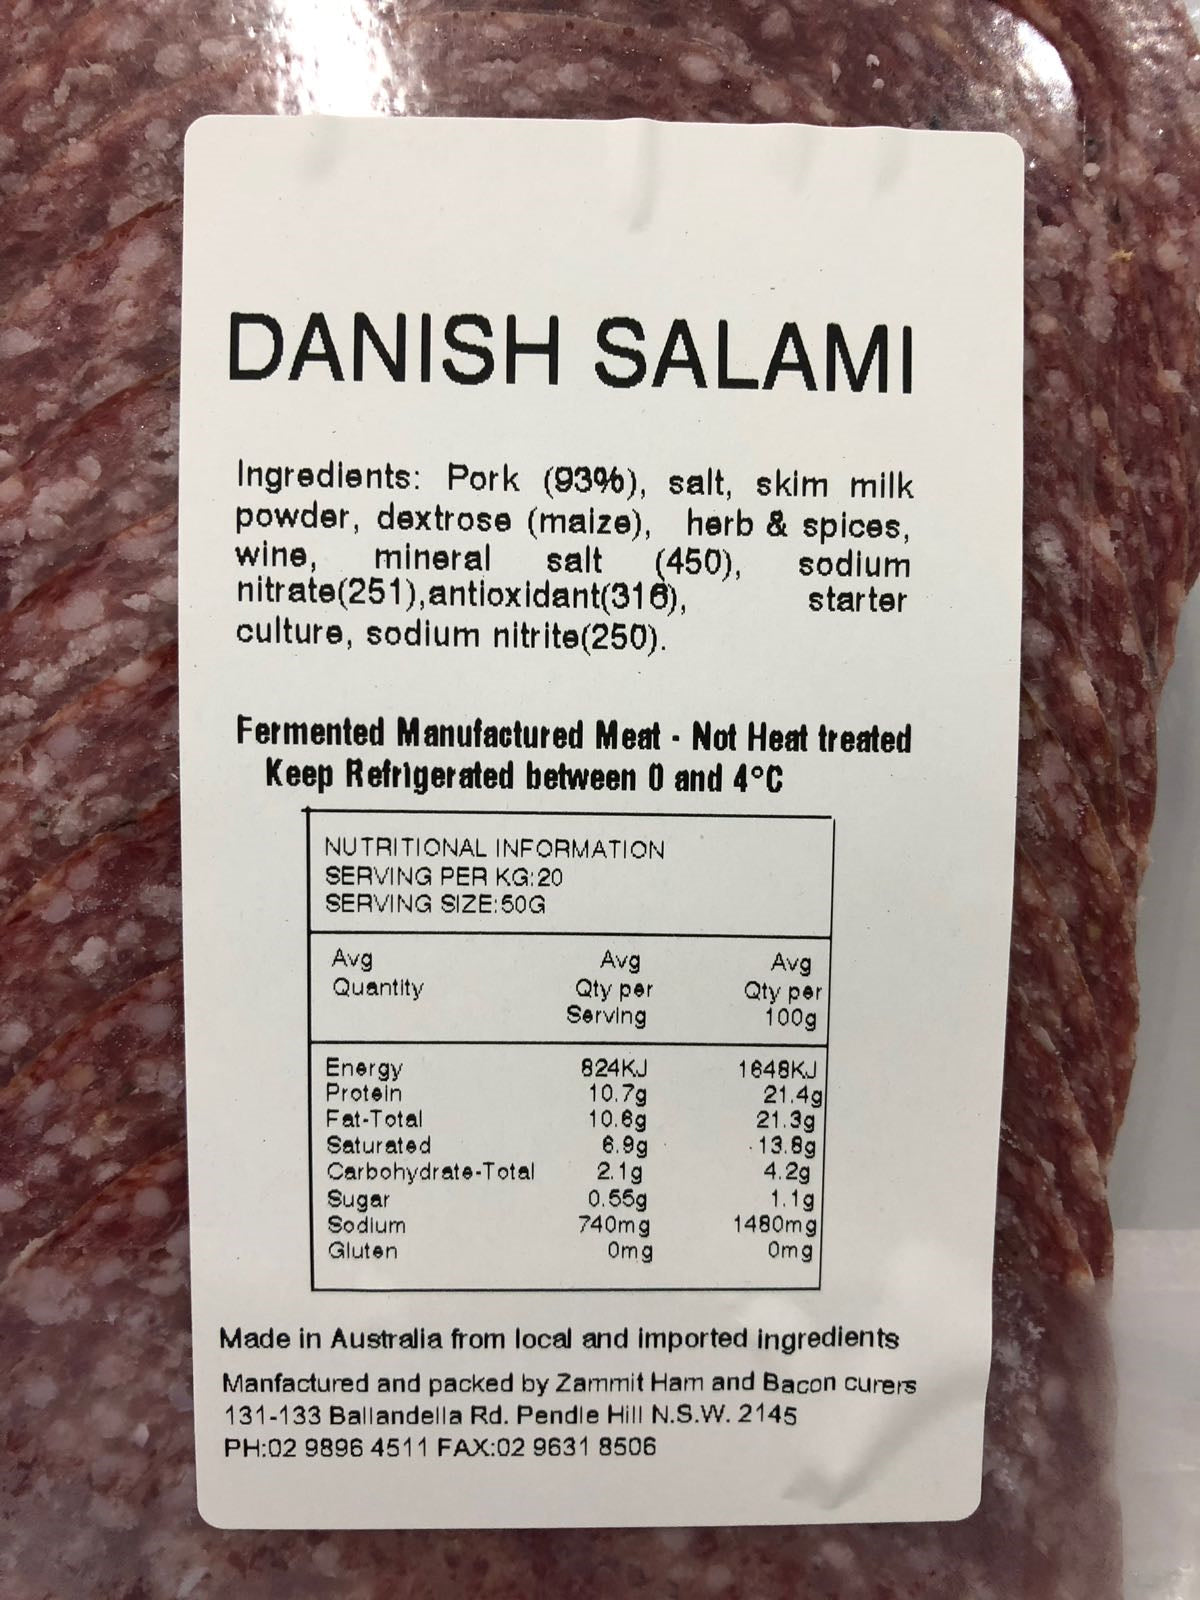 DANISH SALAMI
Ingredients: Pork (93%), salt, skim milk
powder, dextrose (maize), herb & spices,
wine, mineral salt (450), sodium
nitrate(251),antioxidant(316), starter
culture, sodium nitrite(250).
Fermented Manufactured Meat - Not Heat treated
Keep Refrigerated between 0 and 4°C
NUTRITIONAL INFORMATION
SERVING PER KG:20
SERVING SIZE:50G
Avg Avg Avg
Quantity Qty per Qty per
Serving 100g
Energy 824KJ 1648KJ
Protein 10.7g 21.4g
Fat-Total 10.6g 21.3g
Saturated 6.9g 13.8g
Carbohydrate-Total 2.1g 4.2g
Sugar 0.55g 1.1g
Sodium 740mg 1480mg
Gluten 0mg 0mg
Made in Australia from local and imported ingredients
Manfactured and packed by Zammit Ham and Bacon curers
131-133 Ballandella Rd. Pendle Hill N.S.W. 2145
PH:02 9896 4511 FAX:02 9631 8506